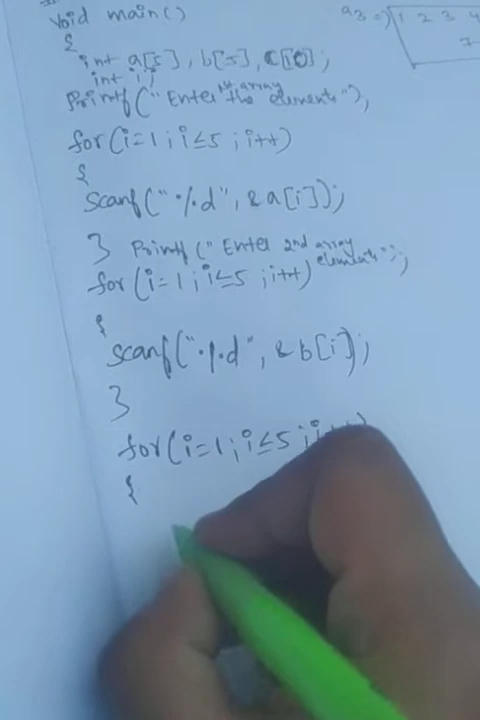 void main()
a3 => 1 2 3 4
{
int a[5], b[5], c[10];
int i;
printf("Enter the 1st array elements");
for(i=1; i≤5; i++)
{
scanf("%d", &a[i]);
} printf("Enter 2nd array elements");
for(i=1; i≤5; i++)
{
scanf("%d", &b[i]);
}
for(i=1; i≤5; i++)
{